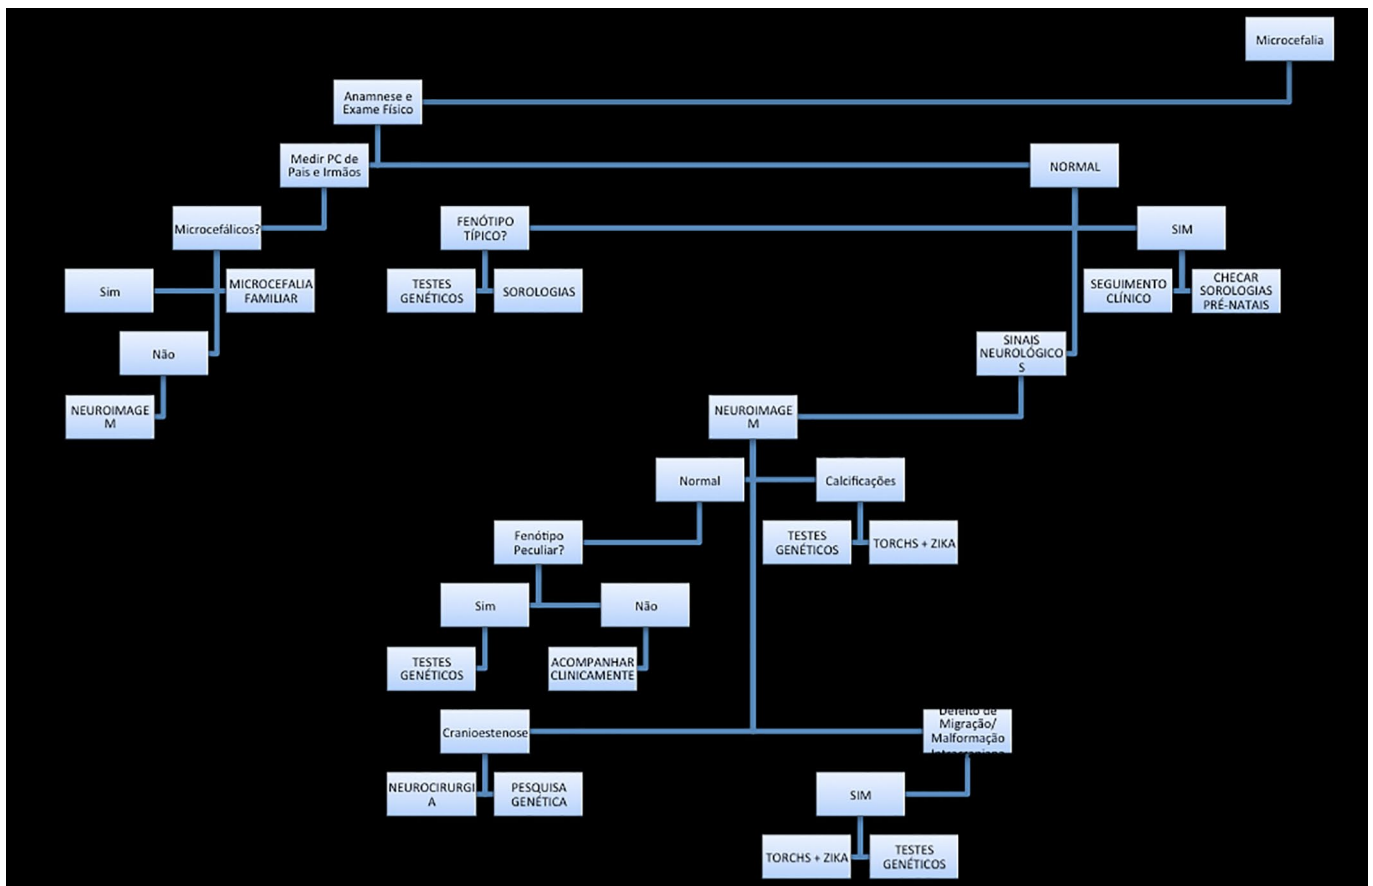 Microcefalia
Anamnese e
Exame Físico
Medir PC de
Pais e Irmãos
NORMAL
Microcefálicos?
FENÓTIPO
TÍPICO?
SIM
Sim
MICROCEFALIA
FAMILIAR
TESTES
GENÉTICOS
SOROLOGIAS
SEGUIMENTO
CLÍNICO
CHECAR
SOROLOGIAS
PRÉ-NATAIS
Não
SINAIS
NEUROLÓGICO
S
NEUROIMAGE
M
NEUROIMAGE
M
Normal
Calcificações
Fenótipo
Peculiar?
TESTES
GENÉTICOS
TORCHS + ZIKA
Sim
Não
TESTES
GENÉTICOS
ACOMPANHAR
CLINICAMENTE
Cranioestenose
Defeito de
Migração/
Malformação
NEUROCIRURGI
A
PESQUISA
GENÉTICA
SIM
TORCHS + ZIKA
TESTES
GENÉTICOS